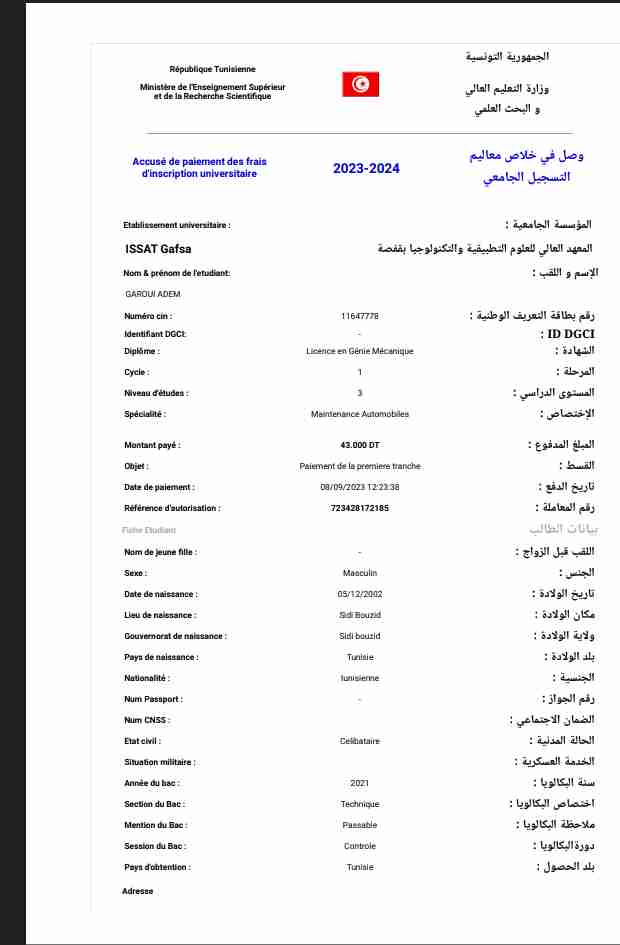 République Tunisienne
Ministère de l'Enseignement Supérieur
et de la Recherche Scientifique
الجمهورية التونسية
وزارة التعليم العالي
و البحث العلمي
Accusé de paiement des frais
d'inscription universitaire
2023-2024
وصل في خلاص معاليم
التسجيل الجامعي
Etablissement universitaire : المؤسسة الجامعية :
ISSAT Gafsa المعهد العالي للعلوم التطبيقية والتكنولوجيا بقفصة
Nom & prénom de l'etudiant: الإسم و اللقب :
GAROUI ADEM
Numéro cin : 11647778 رقم بطاقة التعريف الوطنية :
Identifiant DGCI: - ID DGCI :
Diplôme : Licence en Génie Mécanique الشهادة :
Cycle : 1 المرحلة :
Niveau d'études : 3 المستوى الدراسي :
Spécialité : Maintenance Automobiles الإختصاص :
Montant payé : 43.000 DT المبلغ المدفوع :
Objet : Paiement de la premiere tranche القسط :
Date de paiement : 08/09/2023 12:23:38 تاريخ الدفع :
Référence d'autorisation : 723428172185 رقم المعاملة :
Fiche Etudiant بيانات الطالب
Nom de jeune fille : - اللقب قبل الزواج :
Sexe : Masculin الجنس :
Date de naissance : 05/12/2002 تاريخ الولادة :
Lieu de naissance : Sidi Bouzid مكان الولادة :
Gouvernorat de naissance : Sidi bouzid ولاية الولادة :
Pays de naissance : Tunisie بلد الولادة :
Nationalité : tunisienne الجنسية :
Num Passport : - رقم الجواز :
Num CNSS : الضمان الاجتماعي :
Etat civil : Celibataire الحالة المدنية :
Situation militaire : الخدمة العسكرية :
Année du bac : 2021 سنة البكالويا :
Section du Bac : Technique اختصاص البكالويا :
Mention du Bac : Passable ملاحظة البكالويا :
Session du Bac : Controle دورةالبكالويا :
Pays d'obtention : Tunisie بلد الحصول :
Adresse